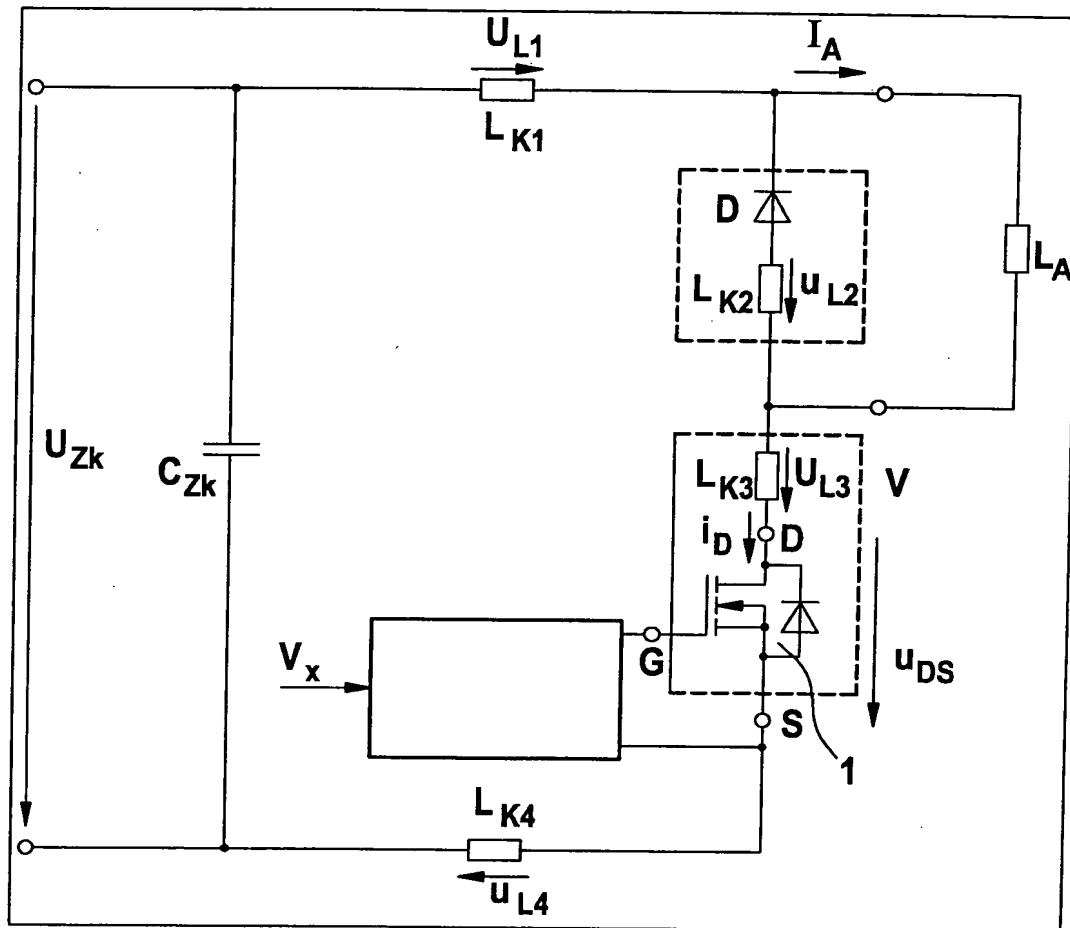 U_L1
I_A
L_K1
D
L_K2
u_L2
L_A
U_Zk
C_Zk
L_K3
U_L3
V
i_D
D
G
V_x
u_DS
S
1
L_K4
u_L4